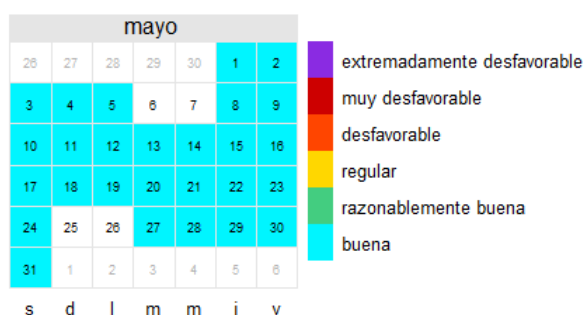 mayo
26 27 28 29 30 1 2
3 4 5 6 7 8 9
10 11 12 13 14 15 16
17 18 19 20 21 22 23
24 25 26 27 28 29 30
31 1 2 3 4 5 6
s d l m m j v
extremadamente desfavorable
muy desfavorable
desfavorable
regular
razonablemente buena
buena